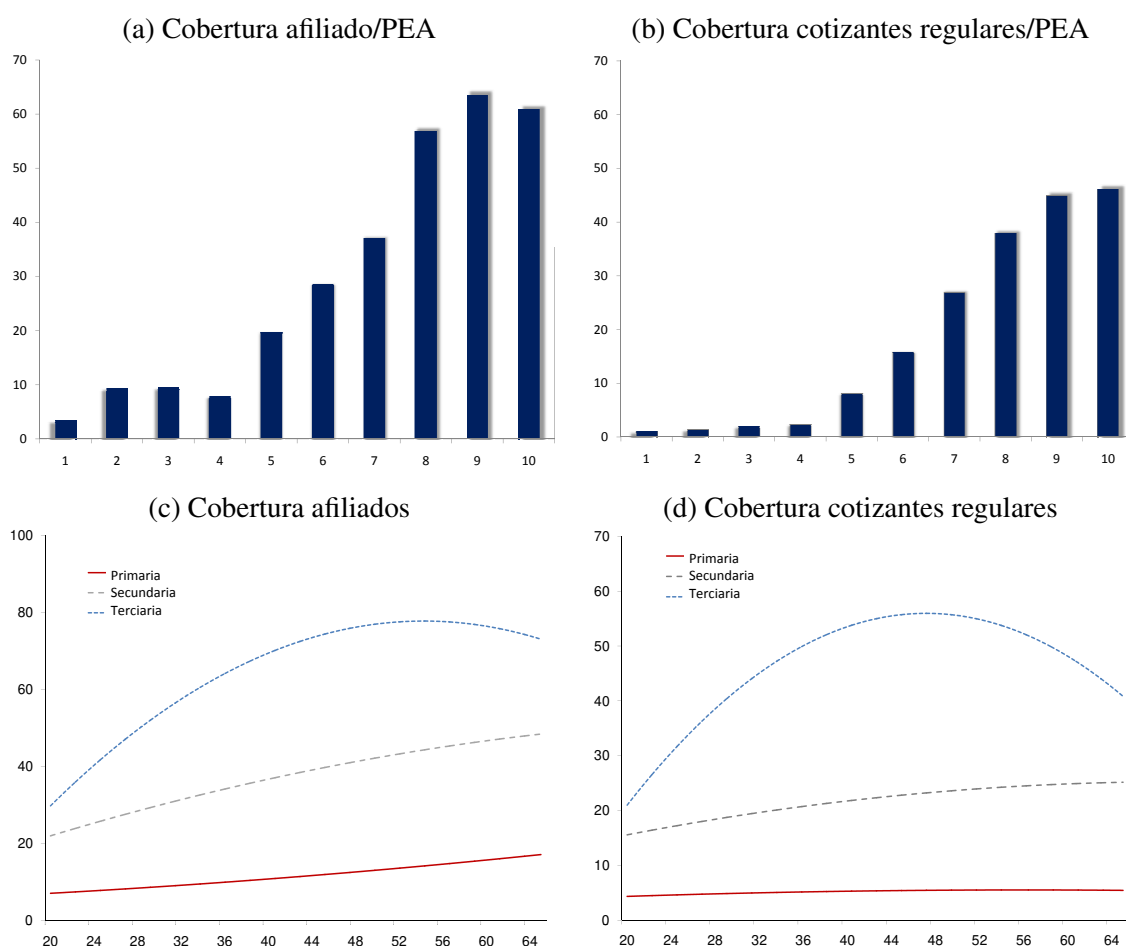 (a) Cobertura afiliado/PEA
70
60
50
40
30
20
10
0
1 2 3 4 5 6 7 8 9 10
(b) Cobertura cotizantes regulares/PEA
70
60
50
40
30
20
10
0
1 2 3 4 5 6 7 8 9 10
(c) Cobertura afiliados
100
80
60
40
20
0
Primaria
Secundaria
Terciaria
20 24 28 32 36 40 44 48 52 56 60 64
(d) Cobertura cotizantes regulares
70
60
50
40
30
20
10
0
Primaria
Secundaria
Terciaria
20 24 28 32 36 40 44 48 52 56 60 64